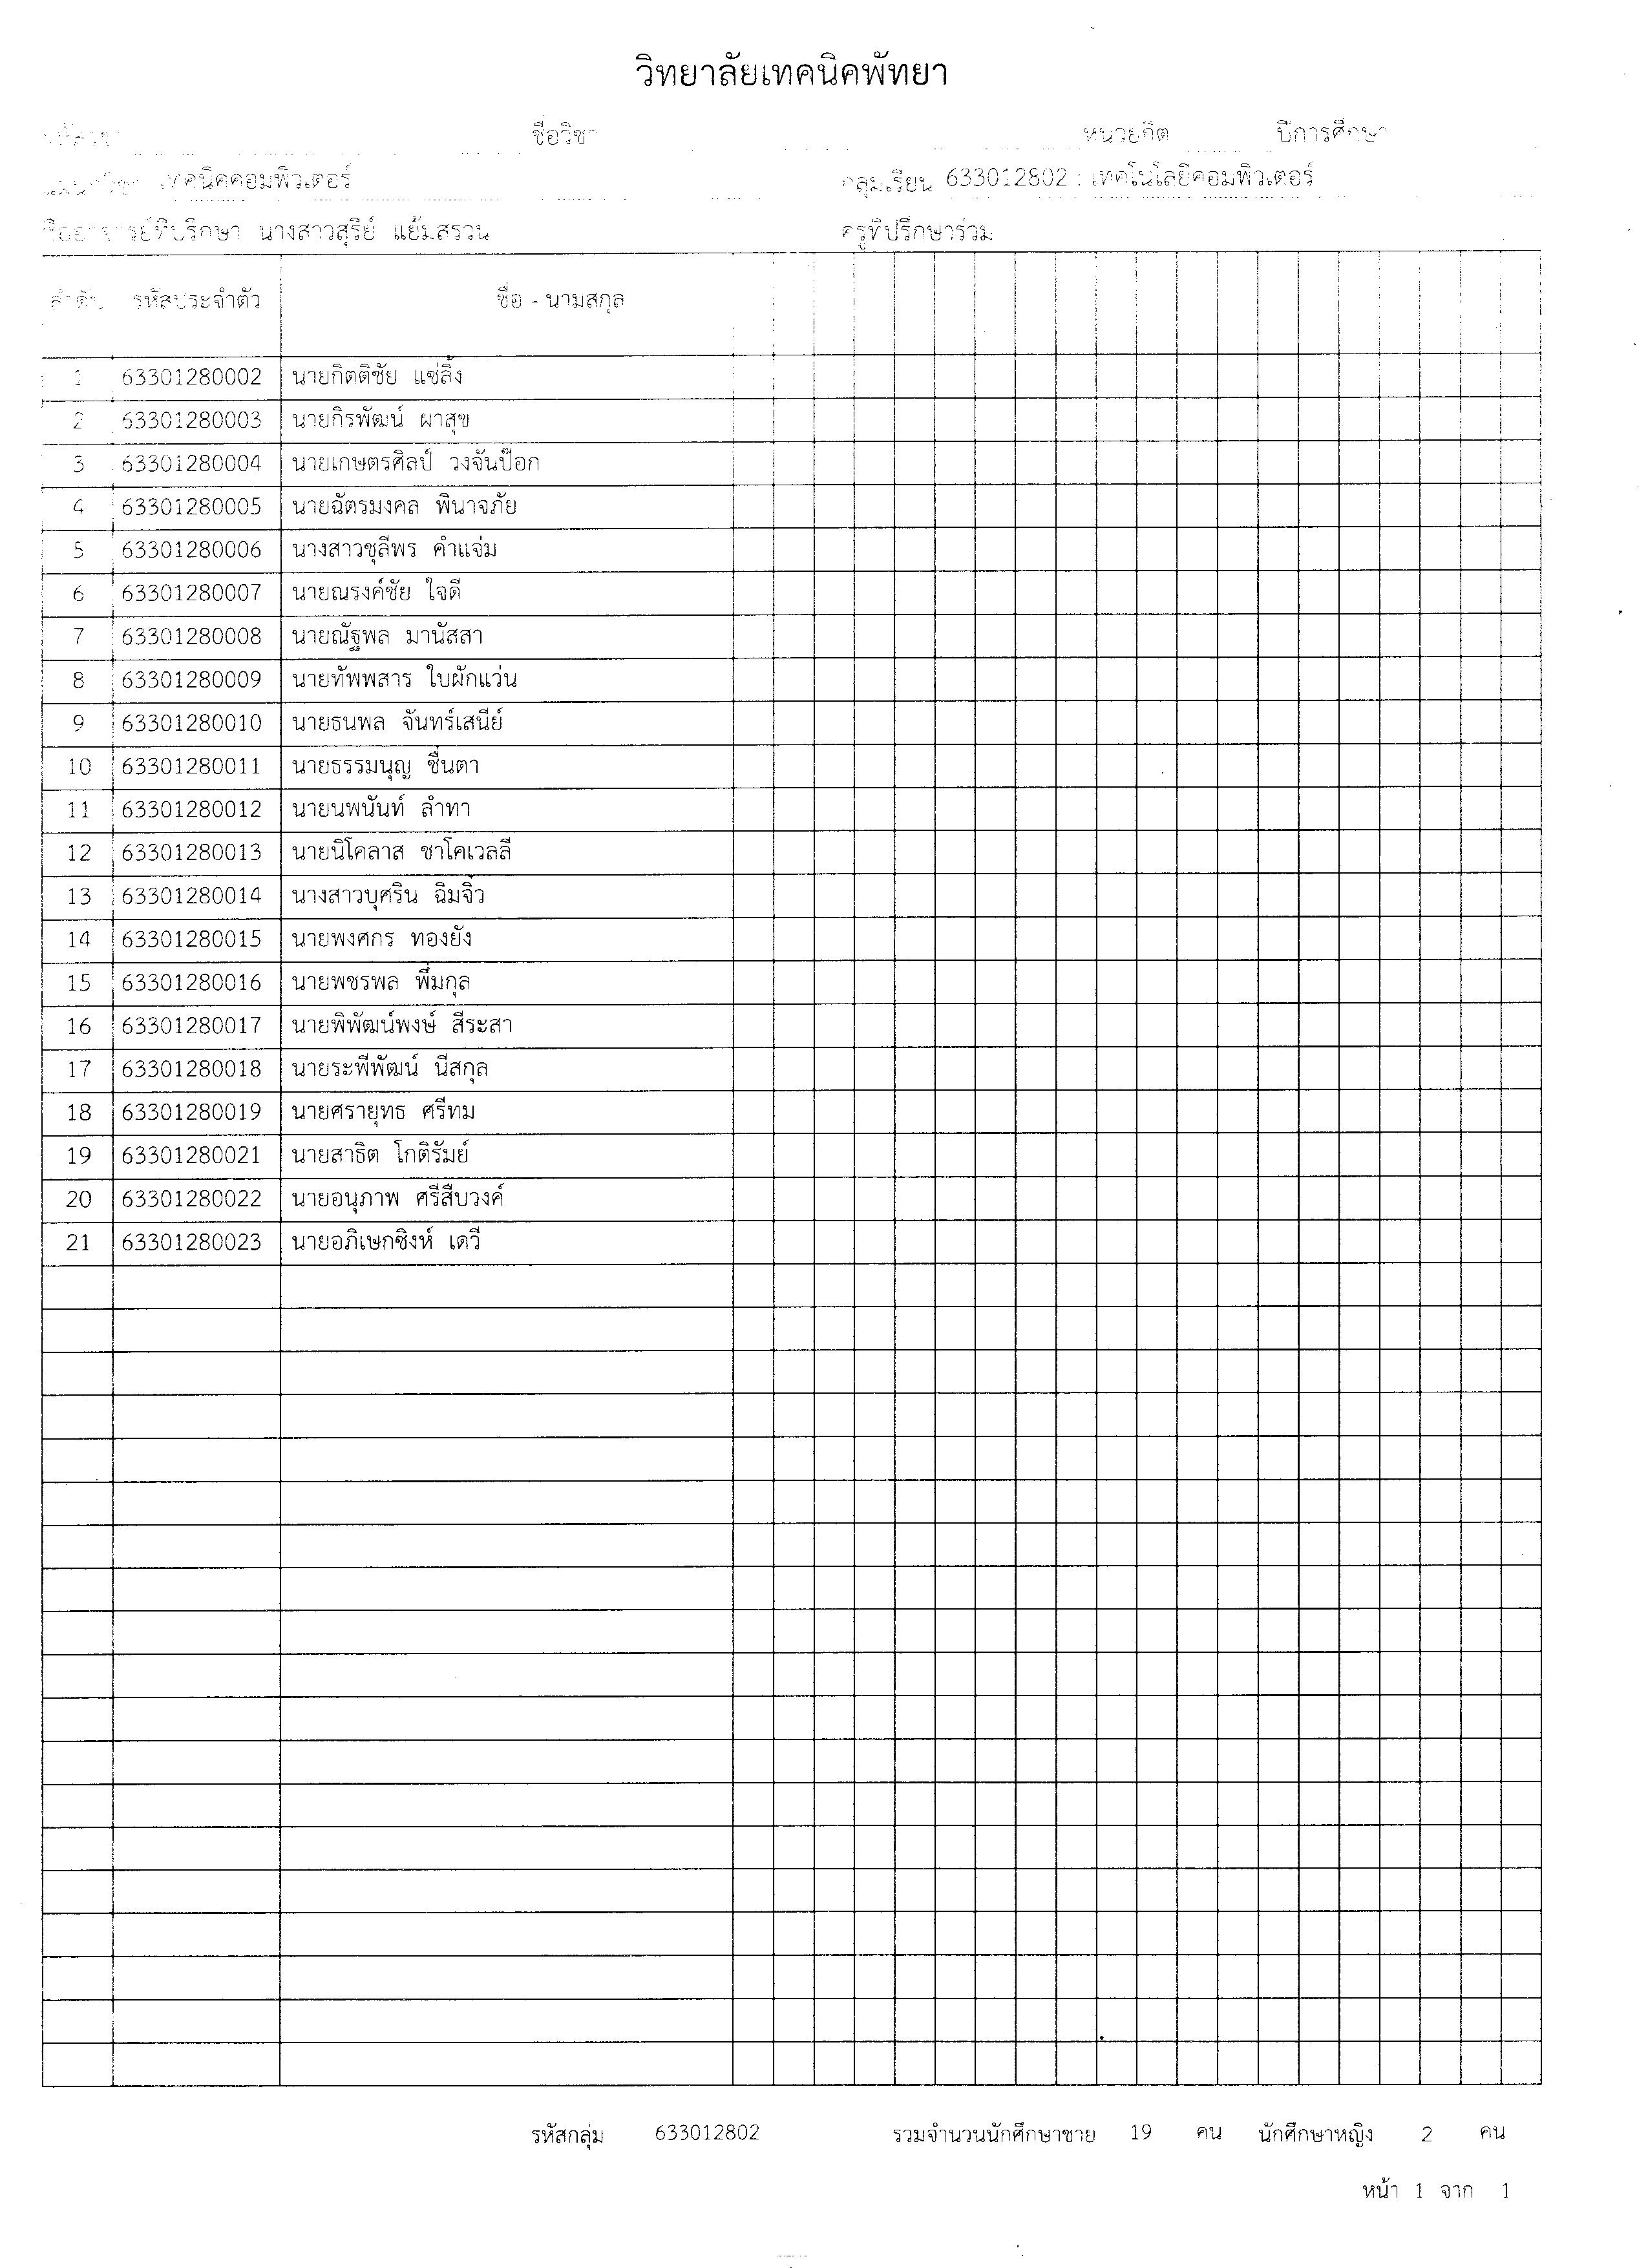 วิทยาลัยเทคนิคพัทยา
ชื่อวิชา หน่วยกิต ปีการศึกษา
เทคนิคคอมพิวเตอร์ กลุ่มเรียน 633012802 : เทคโนโลยีคอมพิวเตอร์
ที่ปรึกษา นางสาวสุรีย์ แย้มสรวน ครูที่ปรึกษาร่วม
ลำดับ รหัสประจำตัว ชื่อ - นามสกุล
1 63301280002 นายกิตติชัย แซ่ลิ้ง
2 63301280003 นายกิรพัฒน์ ผาสุข
3 63301280004 นายเกษตรศิลป์ วงจันป๊อก
4 63301280005 นายฉัตรมงคล พินาจภัย
5 63301280006 นางสาวชุลีพร คำแจ่ม
6 63301280007 นายณรงค์ชัย ใจดี
7 63301280008 นายณัฐพล มานัสสา
8 63301280009 นายทัพพสาร ใบผักแว่น
9 63301280010 นายธนพล จันทร์เสนีย์
10 63301280011 นายธรรมนุญ ชื่นตา
11 63301280012 นายนพนันท์ ลำทา
12 63301280013 นายนิโคลาส ชาโคเวลลี
13 63301280014 นางสาวบุศริน ฉิมจิ๋ว
14 63301280015 นายพงศกร ทองยัง
15 63301280016 นายพชรพล พึ่มกุล
16 63301280017 นายพิพัฒน์พงษ์ สีระสา
17 63301280018 นายระพีพัฒน์ นีสกุล
18 63301280019 นายศรายุทธ ศรีทม
19 63301280021 นายสาธิต โกติรัมย์
20 63301280022 นายอนุภาพ ศรีสืบวงค์
21 63301280023 นายอภิเษกซิงห์ เดวี
รหัสกลุ่ม 633012802 รวมจำนวนนักศึกษาชาย 19 คน นักศึกษาหญิง 2 คน
หน้า 1 จาก 1